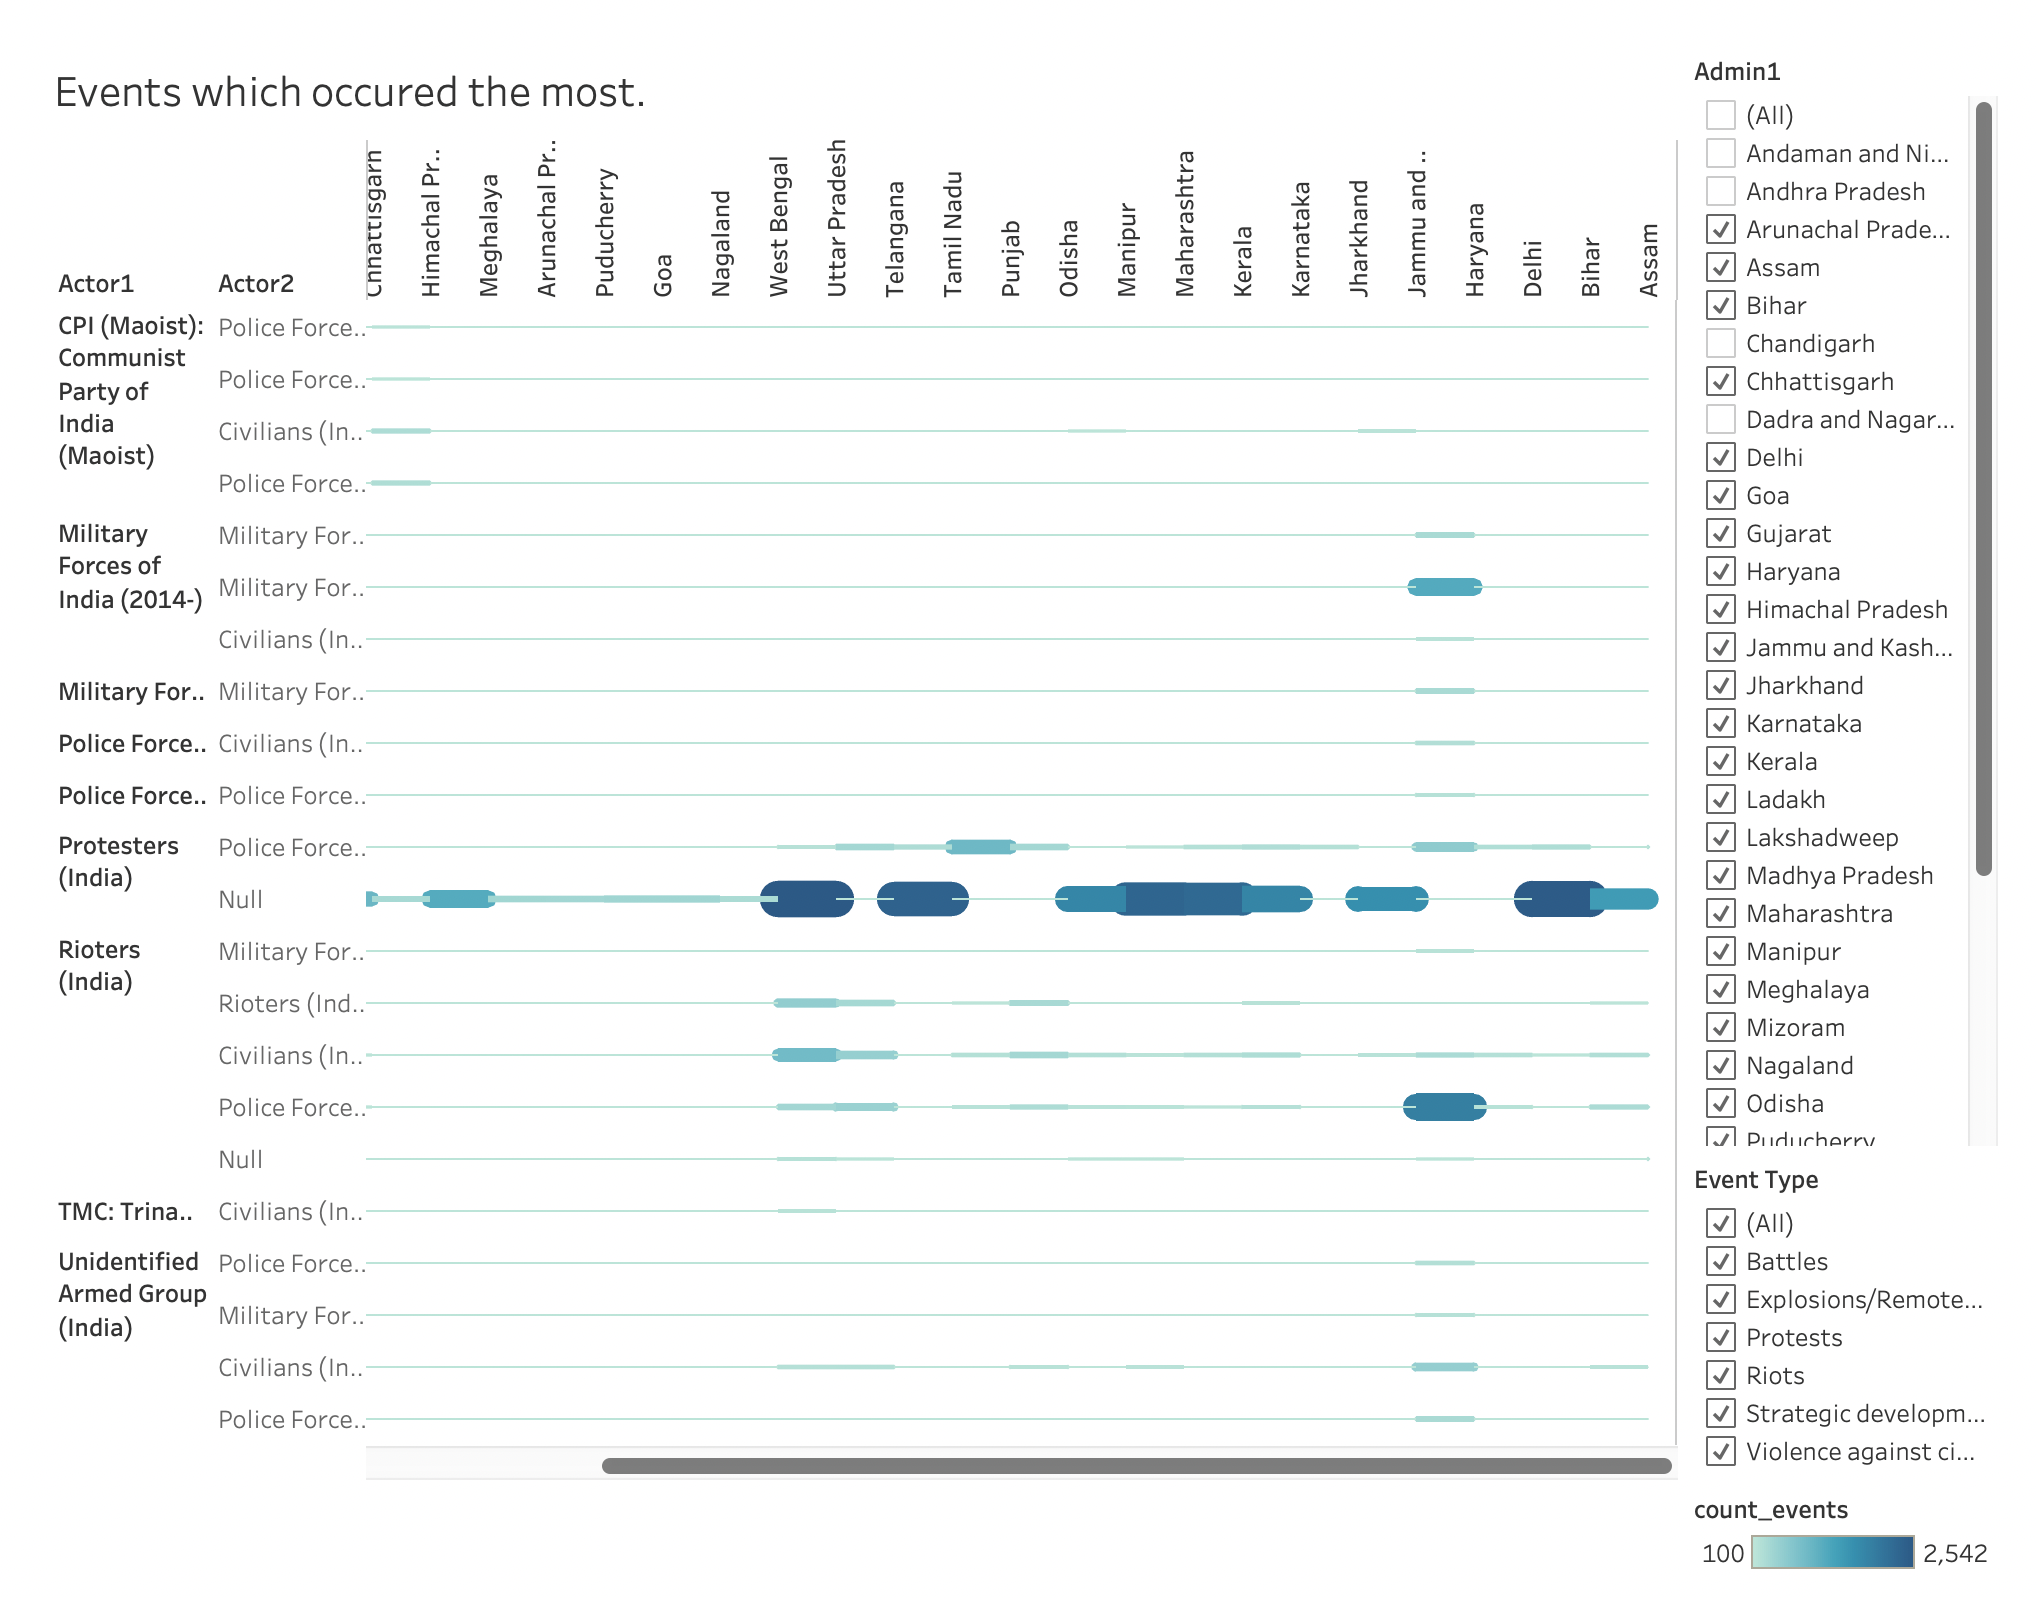 Events which occured the most.
Actor1
Actor2
Chhattisgarh
Himachal Pr..
Meghalaya
Arunachal Pr..
Puducherry
Goa
Nagaland
West Bengal
Uttar Pradesh
Telangana
Tamil Nadu
Punjab
Odisha
Manipur
Maharashtra
Kerala
Karnataka
Jharkhand
Jammu and ..
Haryana
Delhi
Bihar
Assam
CPI (Maoist):
Communist
Party of
India
(Maoist)
Police Force..
Police Force..
Civilians (In..
Police Force..
Military
Forces of
India (2014-)
Military For..
Military For..
Civilians (In..
Military For..
Military For..
Police Force..
Civilians (In..
Police Force..
Police Force..
Protesters
(India)
Police Force..
Null
Rioters
(India)
Military For..
Rioters (Ind..
Civilians (In..
Police Force..
Null
TMC: Trina..
Civilians (In..
Unidentified
Armed Group
(India)
Police Force..
Military For..
Civilians (In..
Police Force..
Admin1
(All)
Andaman and Ni...
Andhra Pradesh
Arunachal Prade...
Assam
Bihar
Chandigarh
Chhattisgarh
Dadra and Nagar...
Delhi
Goa
Gujarat
Haryana
Himachal Pradesh
Jammu and Kash...
Jharkhand
Karnataka
Kerala
Ladakh
Lakshadweep
Madhya Pradesh
Maharashtra
Manipur
Meghalaya
Mizoram
Nagaland
Odisha
Puducherry
Event Type
(All)
Battles
Explosions/Remote...
Protests
Riots
Strategic developm...
Violence against ci...
count_events
100
2,542